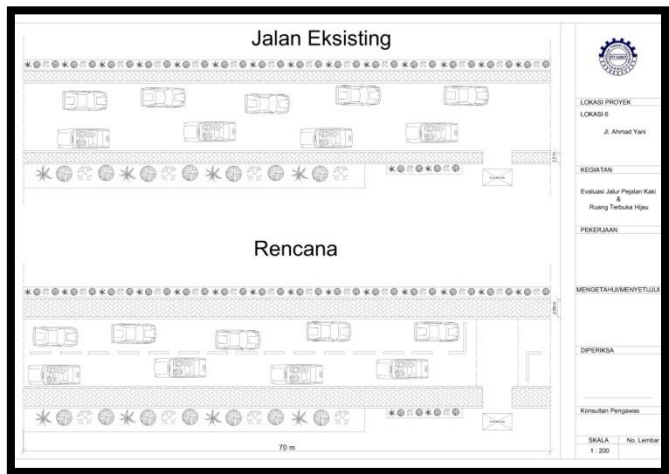 Jalan Eksisting
Rencana
70 m
LOKASI PROYEK
LOKASI 6
Jl. Ahmad Yani
KEGIATAN
Evaluasi Jalur Pejalan Kaki
&
Ruang Terbuka Hijau
PEKERJAAN
MENGETAHUI/MENYETUJUI
DIPERIKSA
Konsultan Pengawas
SKALA
No. Lembar
1 : 200